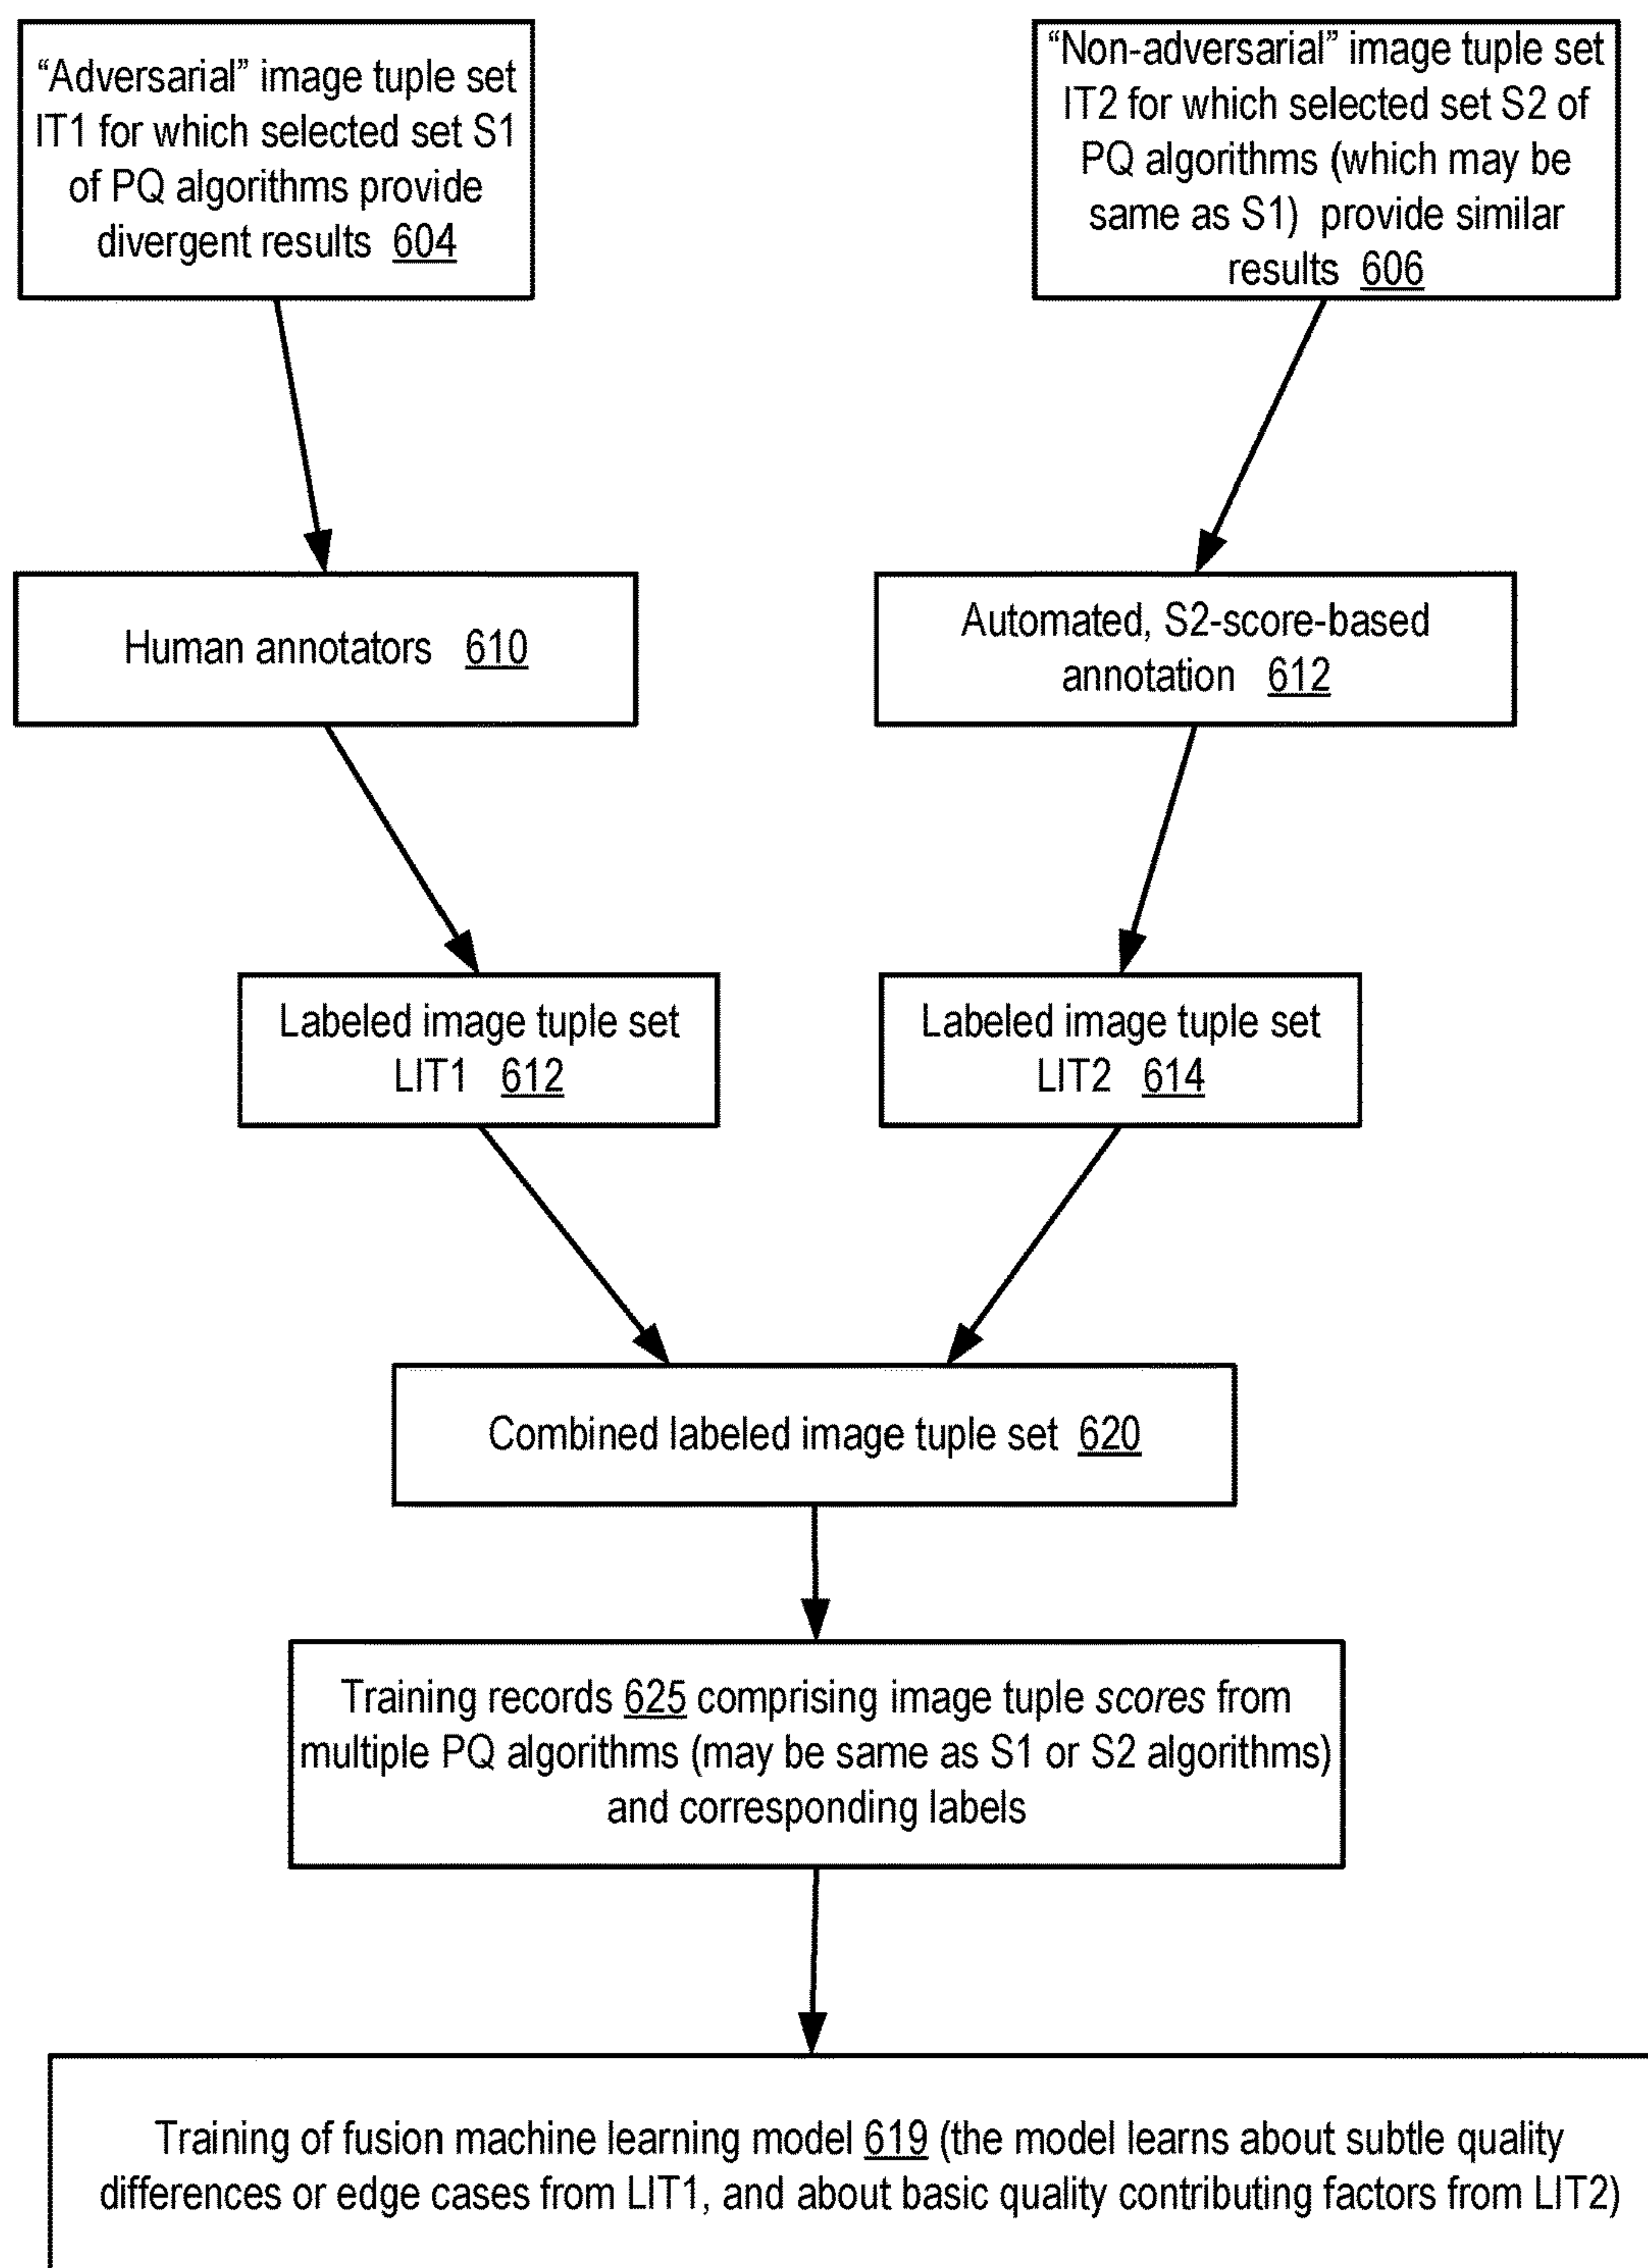 “Adversarial” image tuple set
IT1 for which selected set S1
of PQ algorithms provide
divergent results 604
“Non-adversarial” image tuple set
IT2 for which selected set S2 of
PQ algorithms (which may be
same as S1) provide similar
results 606
Human annotators 610
Automated, S2-score-based
annotation 612
Labeled image tuple set
LIT1 612
Labeled image tuple set
LIT2 614
Combined labeled image tuple set 620
Training records 625 comprising image tuple scores from
multiple PQ algorithms (may be same as S1 or S2 algorithms)
and corresponding labels
Training of fusion machine learning model 619 (the model learns about subtle quality
differences or edge cases from LIT1, and about basic quality contributing factors from LIT2)